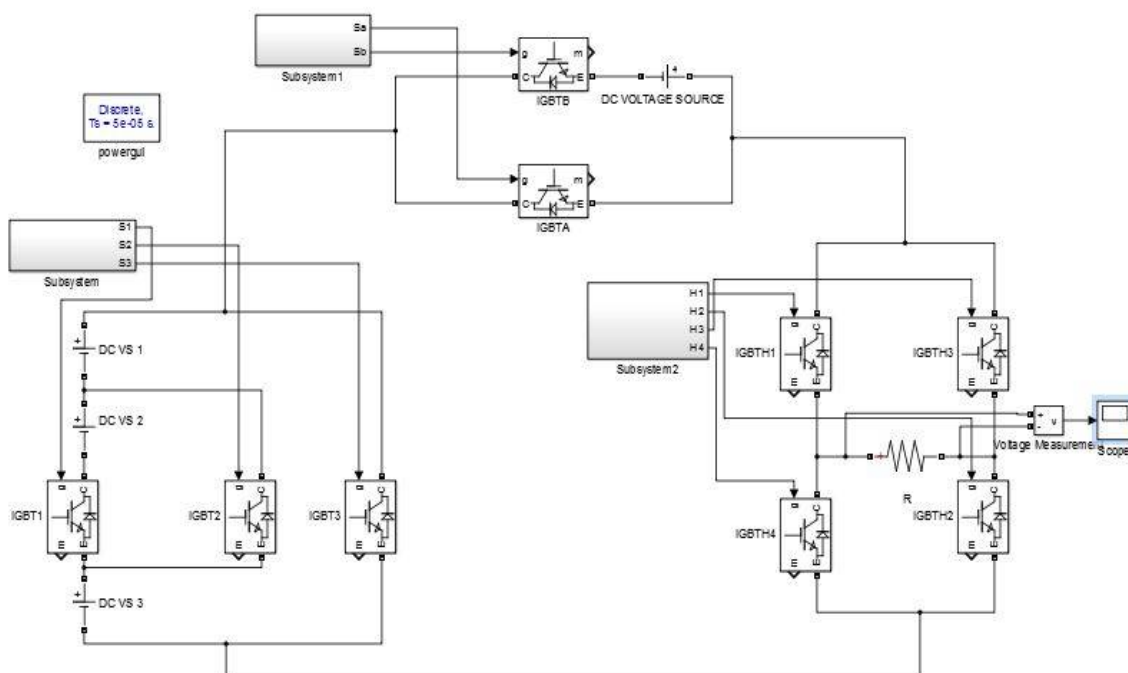 Sa
Sb
Subsystem1
g
m
C
E
IGBTB
4
DC VOLTAGE SOURCE
Discrete,
Ts = 5e-05 s.
powergui
g
m
C
E
IGBTA
S1
S2
S3
Subsystem
H1
H2
H3
H4
Subsystem2
g
C
IGBTH1
m
E
g
C
IGBTH3
m
E
+
DC VS 1
+
DC VS 2
+
-
v
Voltage Measurement
Scope
+
R
g
C
IGBT1
m
E
g
C
IGBT2
m
E
g
C
IGBT3
m
E
g
C
IGBTH4
m
E
g
C
IGBTH2
m
E
+
DC VS 3